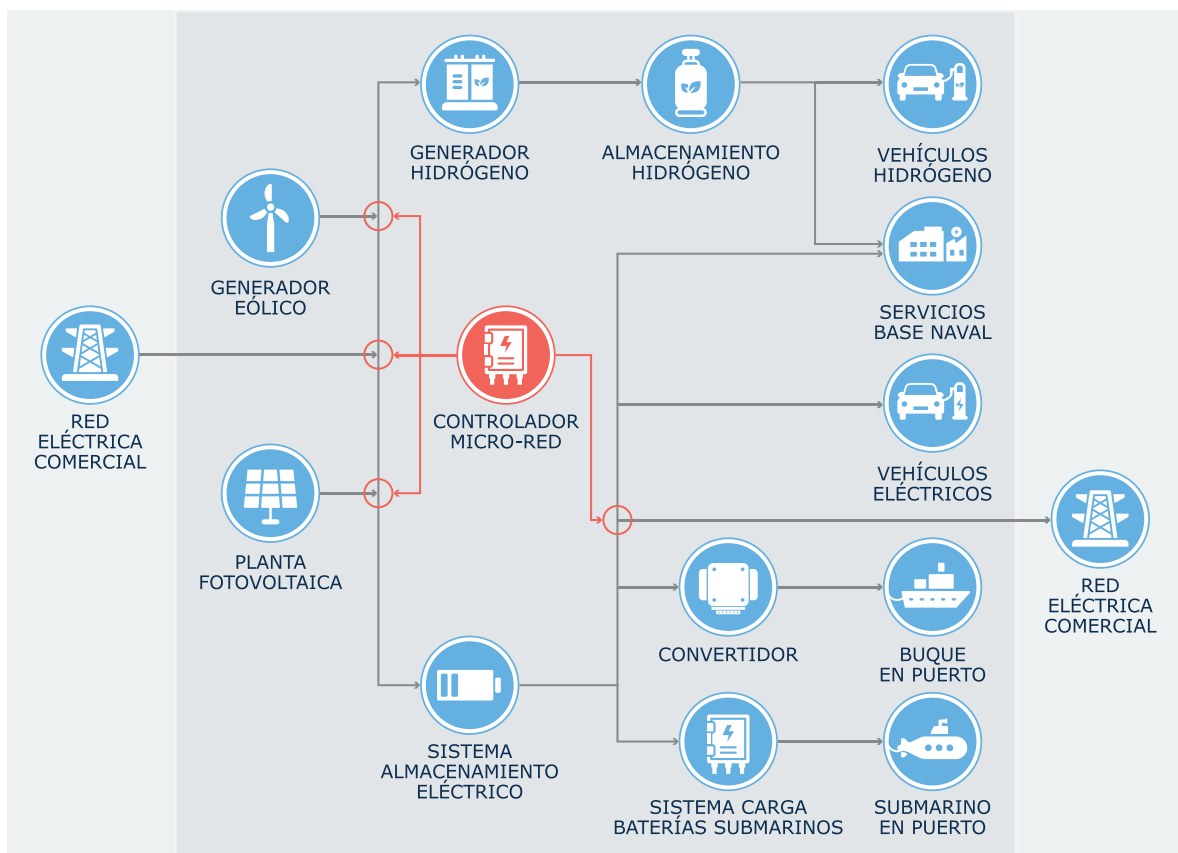 GENERADOR
HIDRÓGENO
ALMACENAMIENTO
HIDRÓGENO
VEHÍCULOS
HIDRÓGENO
GENERADOR
EÓLICO
SERVICIOS
BASE NAVAL
RED
ELÉCTRICA
COMERCIAL
CONTROLADOR
MICRO-RED
VEHÍCULOS
ELÉCTRICOS
PLANTA
FOTOVOLTAICA
RED
ELÉCTRICA
COMERCIAL
CONVERTIDOR
BUQUE
EN PUERTO
SISTEMA
ALMACENAMIENTO
ELÉCTRICO
SISTEMA CARGA
BATERÍAS SUBMARINOS
SUBMARINO
EN PUERTO